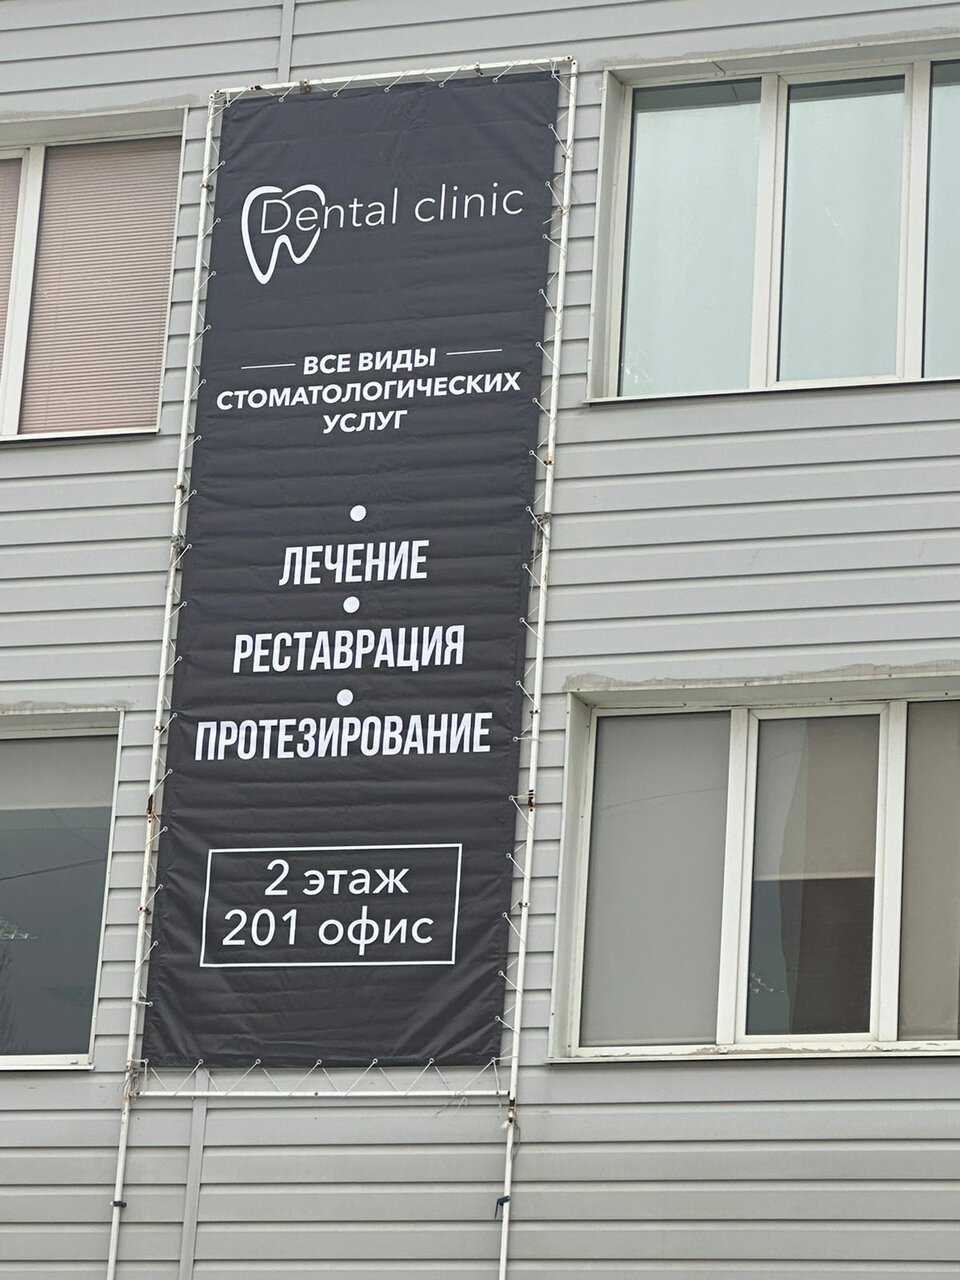 Dental clinic
ВСЕ ВИДЫ
СТОМАТОЛОГИЧЕСКИХ
УСЛУГ
• ЛЕЧЕНИЕ
• РЕСТАВРАЦИЯ
• ПРОТЕЗИРОВАНИЕ
2 этаж
201 офис